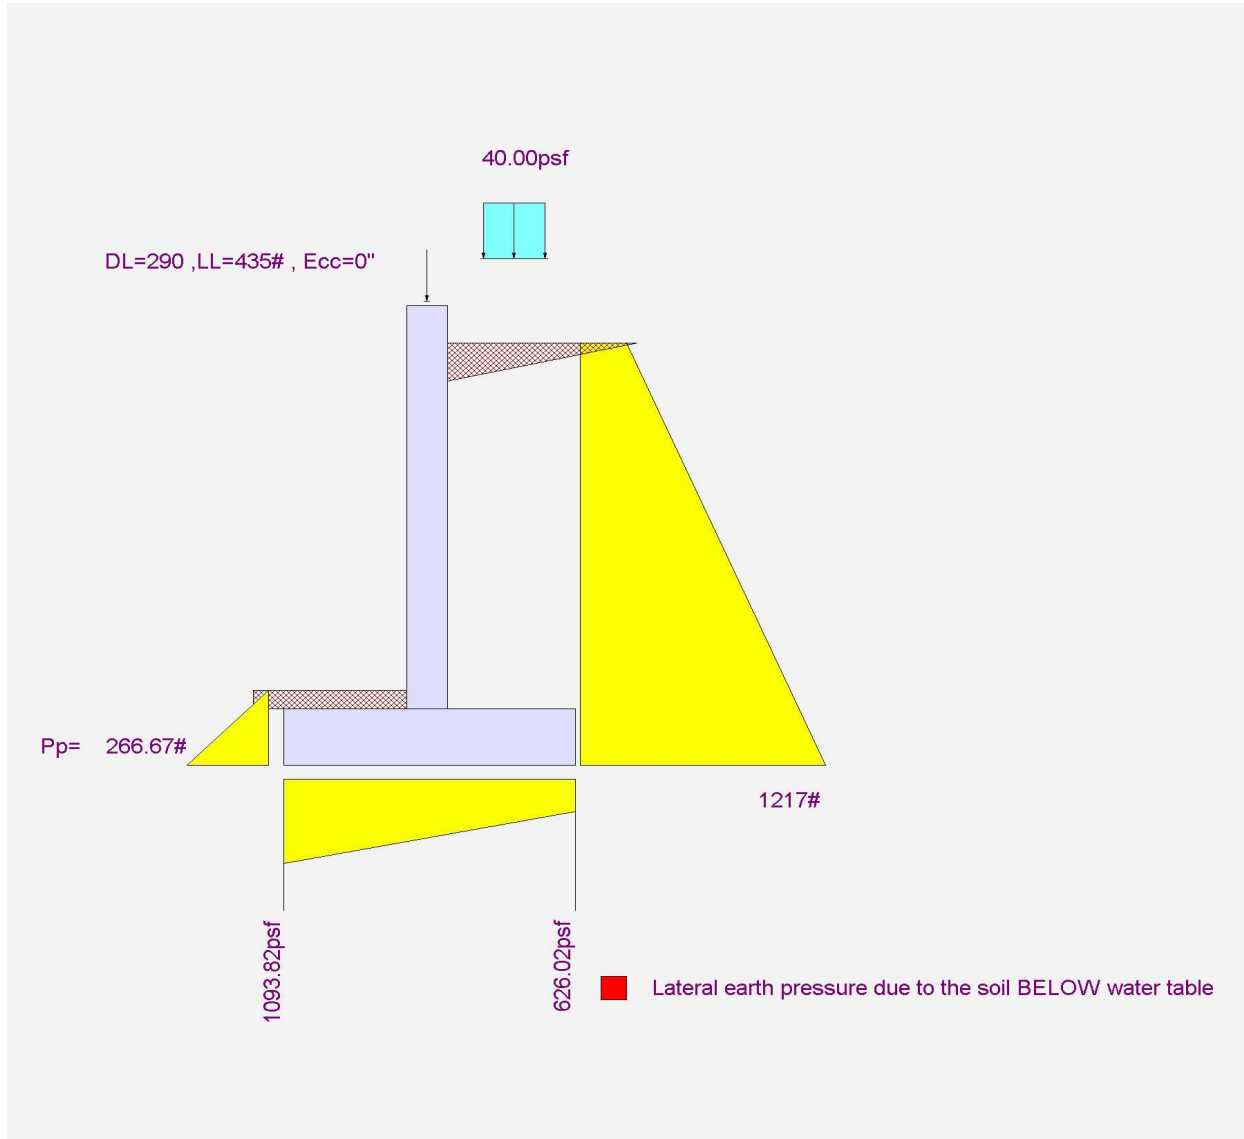 40.00psf
DL=290 ,LL=435# , Ecc=0"
Pp= 266.67#
1217#
1093.82psf
626.02psf
Lateral earth pressure due to the soil BELOW water table